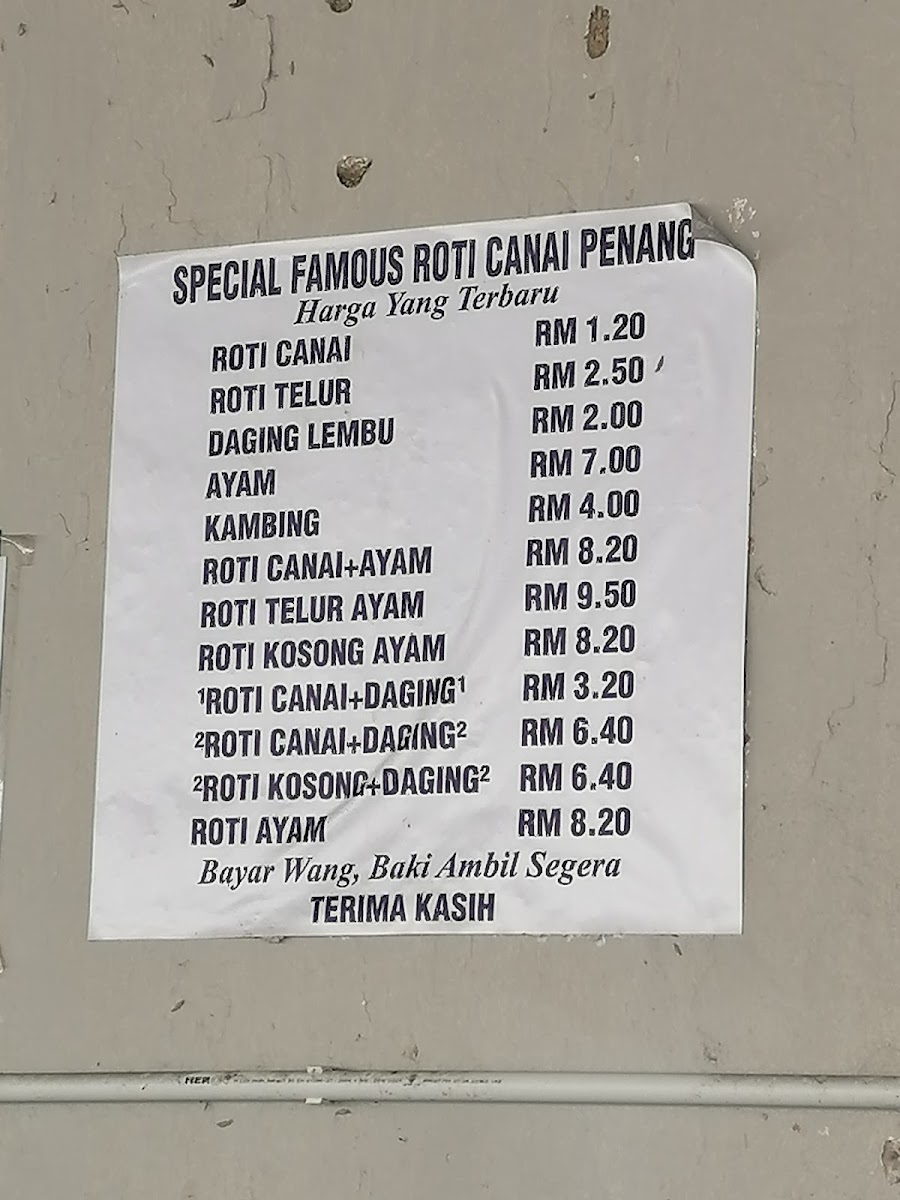 SPECIAL FAMOUS ROTI CANAI PENANG
Harga Yang Terbaru
ROTI CANAI RM 1.20
ROTI TELUR RM 2.50
DAGING LEMBU RM 2.00
AYAM RM 7.00
KAMBING RM 4.00
ROTI CANAI+AYAM RM 8.20
ROTI TELUR AYAM RM 9.50
ROTI KOSONG AYAM RM 8.20
¹ROTI CANAI+DAGING¹ RM 3.20
²ROTI CANAI+DAGING² RM 6.40
²ROTI KOSONG+DAGING² RM 6.40
ROTI AYAM RM 8.20
Bayar Wang, Baki Ambil Segera
TERIMA KASIH